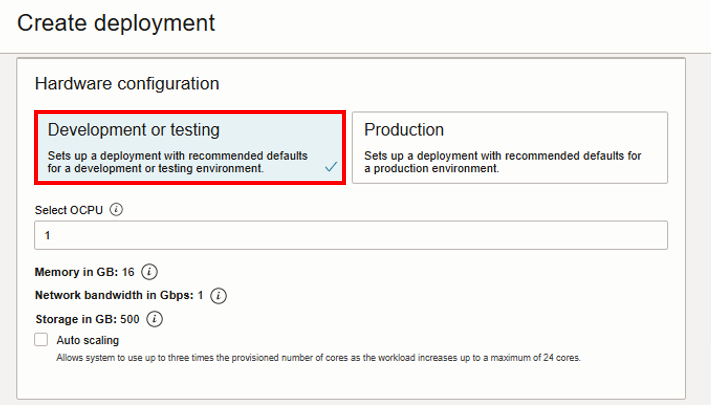 Create deployment
Hardware configuration
Development or testing
Sets up a deployment with recommended defaults
for a development or testing environment.
Production
Sets up a deployment with recommended defaults for
a production environment.
Select OCPU
1
Memory in GB: 16
Network bandwidth in Gbps: 1
Storage in GB: 500
Auto scaling
Allows system to use up to three times the provisioned number of cores as the workload increases up to a maximum of 24 cores.